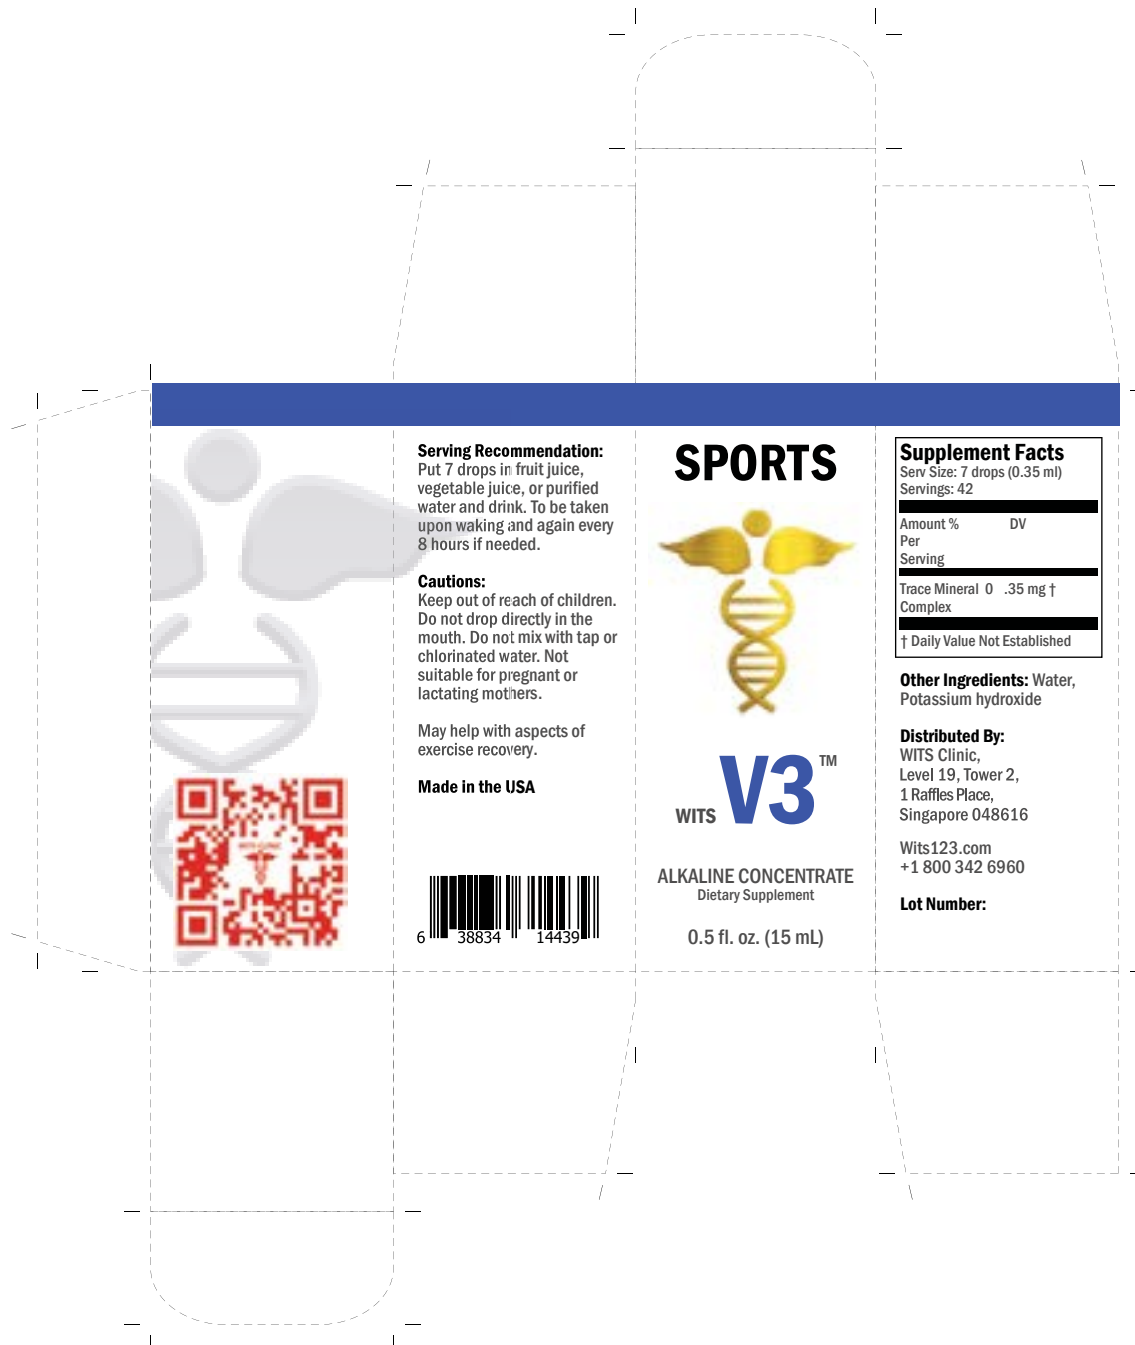 Serving Recommendation:
Put 7 drops in fruit juice,
vegetable juice, or purified
water and drink. To be taken
upon waking and again every
8 hours if needed.
Cautions:
Keep out of reach of children.
Do not drop directly in the
mouth. Do not mix with tap or
chlorinated water. Not
suitable for pregnant or
lactating mothers.
May help with aspects of
exercise recovery.
Made in the USA
6 38834 14439
SPORTS
WITS V3™
ALKALINE CONCENTRATE
Dietary Supplement
0.5 fl. oz. (15 mL)
Supplement Facts
Serv Size: 7 drops (0.35 ml)
Servings: 42
Amount % DV
Per
Serving
Trace Mineral 0 .35 mg †
Complex
† Daily Value Not Established
Other Ingredients: Water,
Potassium hydroxide
Distributed By:
WITS Clinic,
Level 19, Tower 2,
1 Raffles Place,
Singapore 048616
Wits123.com
+1 800 342 6960
Lot Number: